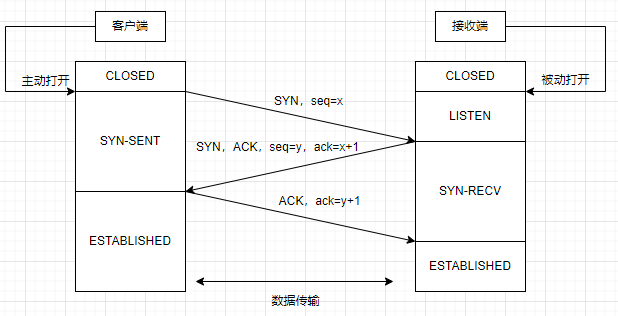 客户端
接收端
主动打开
被动打开
CLOSED
CLOSED
SYN，seq=x
LISTEN
SYN-SENT
SYN，ACK，seq=y，ack=x+1
SYN-RECV
ACK，ack=y+1
ESTABLISHED
ESTABLISHED
数据传输